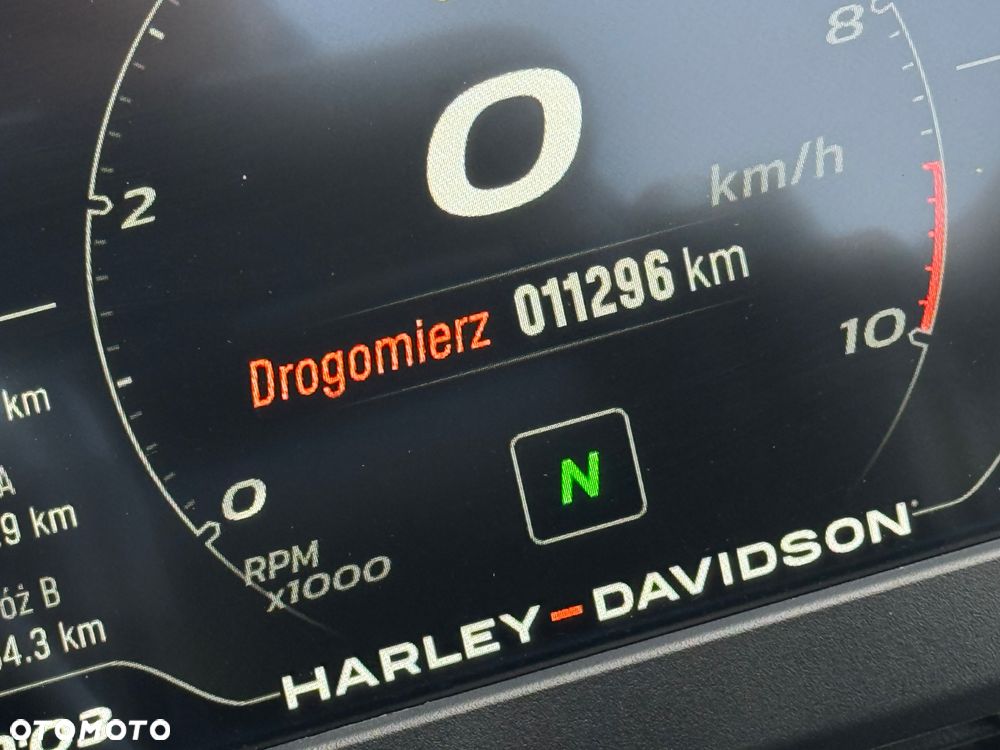 8
0
km/h
2
Drogomierz 011296 km
10
km
A
.9 km
N
0
RPM
x1000
óż B
4.3 km
HARLEY-DAVIDSON
OTOMOTO